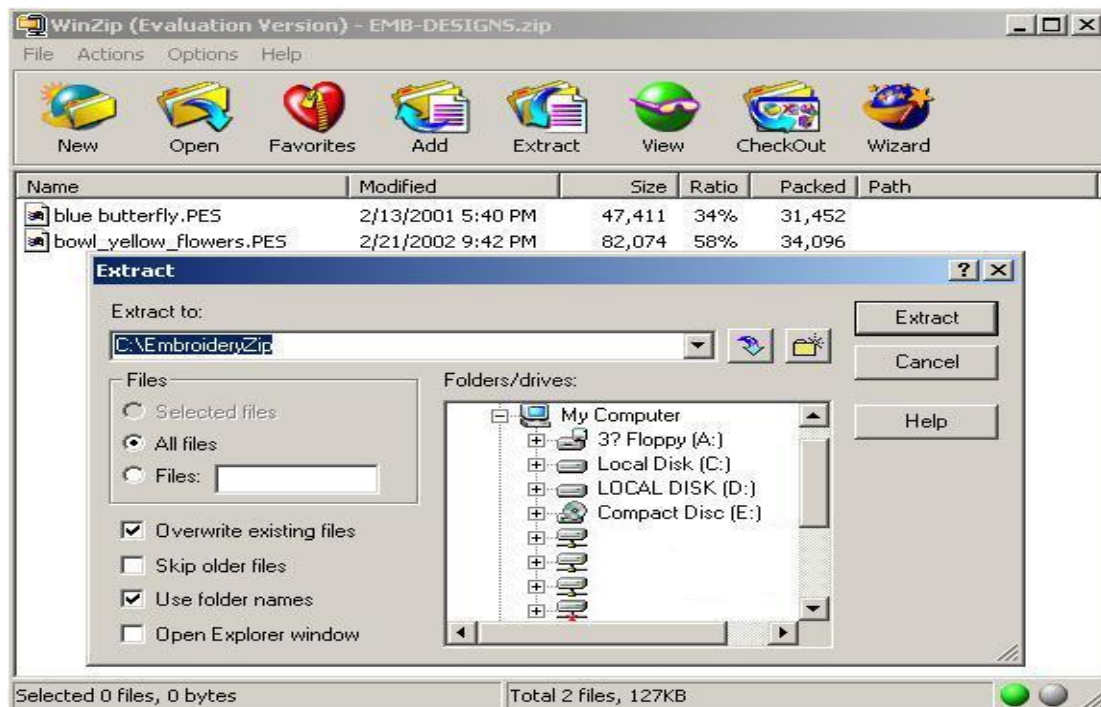 WinZip (Evaluation Version) - EMB-DESIGNS.zip
File Actions Options Help
New Open Favorites Add Extract View CheckOut Wizard
Name Modified Size Ratio Packed Path
blue butterfly.PES 2/13/2001 5:40 PM 47,411 34% 31,452
bowl_yellow_flowers.PES 2/21/2002 9:42 PM 82,074 58% 34,096
Extract
Extract to:
C:\EmbroideryZip
Extract
Cancel
Help
Files
Selected files
All files
Files:
Overwrite existing files
Skip older files
Use folder names
Open Explorer window
Folders/drives:
My Computer
3? Floppy (A:)
Local Disk (C:)
LOCAL DISK (D:)
Compact Disc (E:)
Selected 0 files, 0 bytes
Total 2 files, 127KB